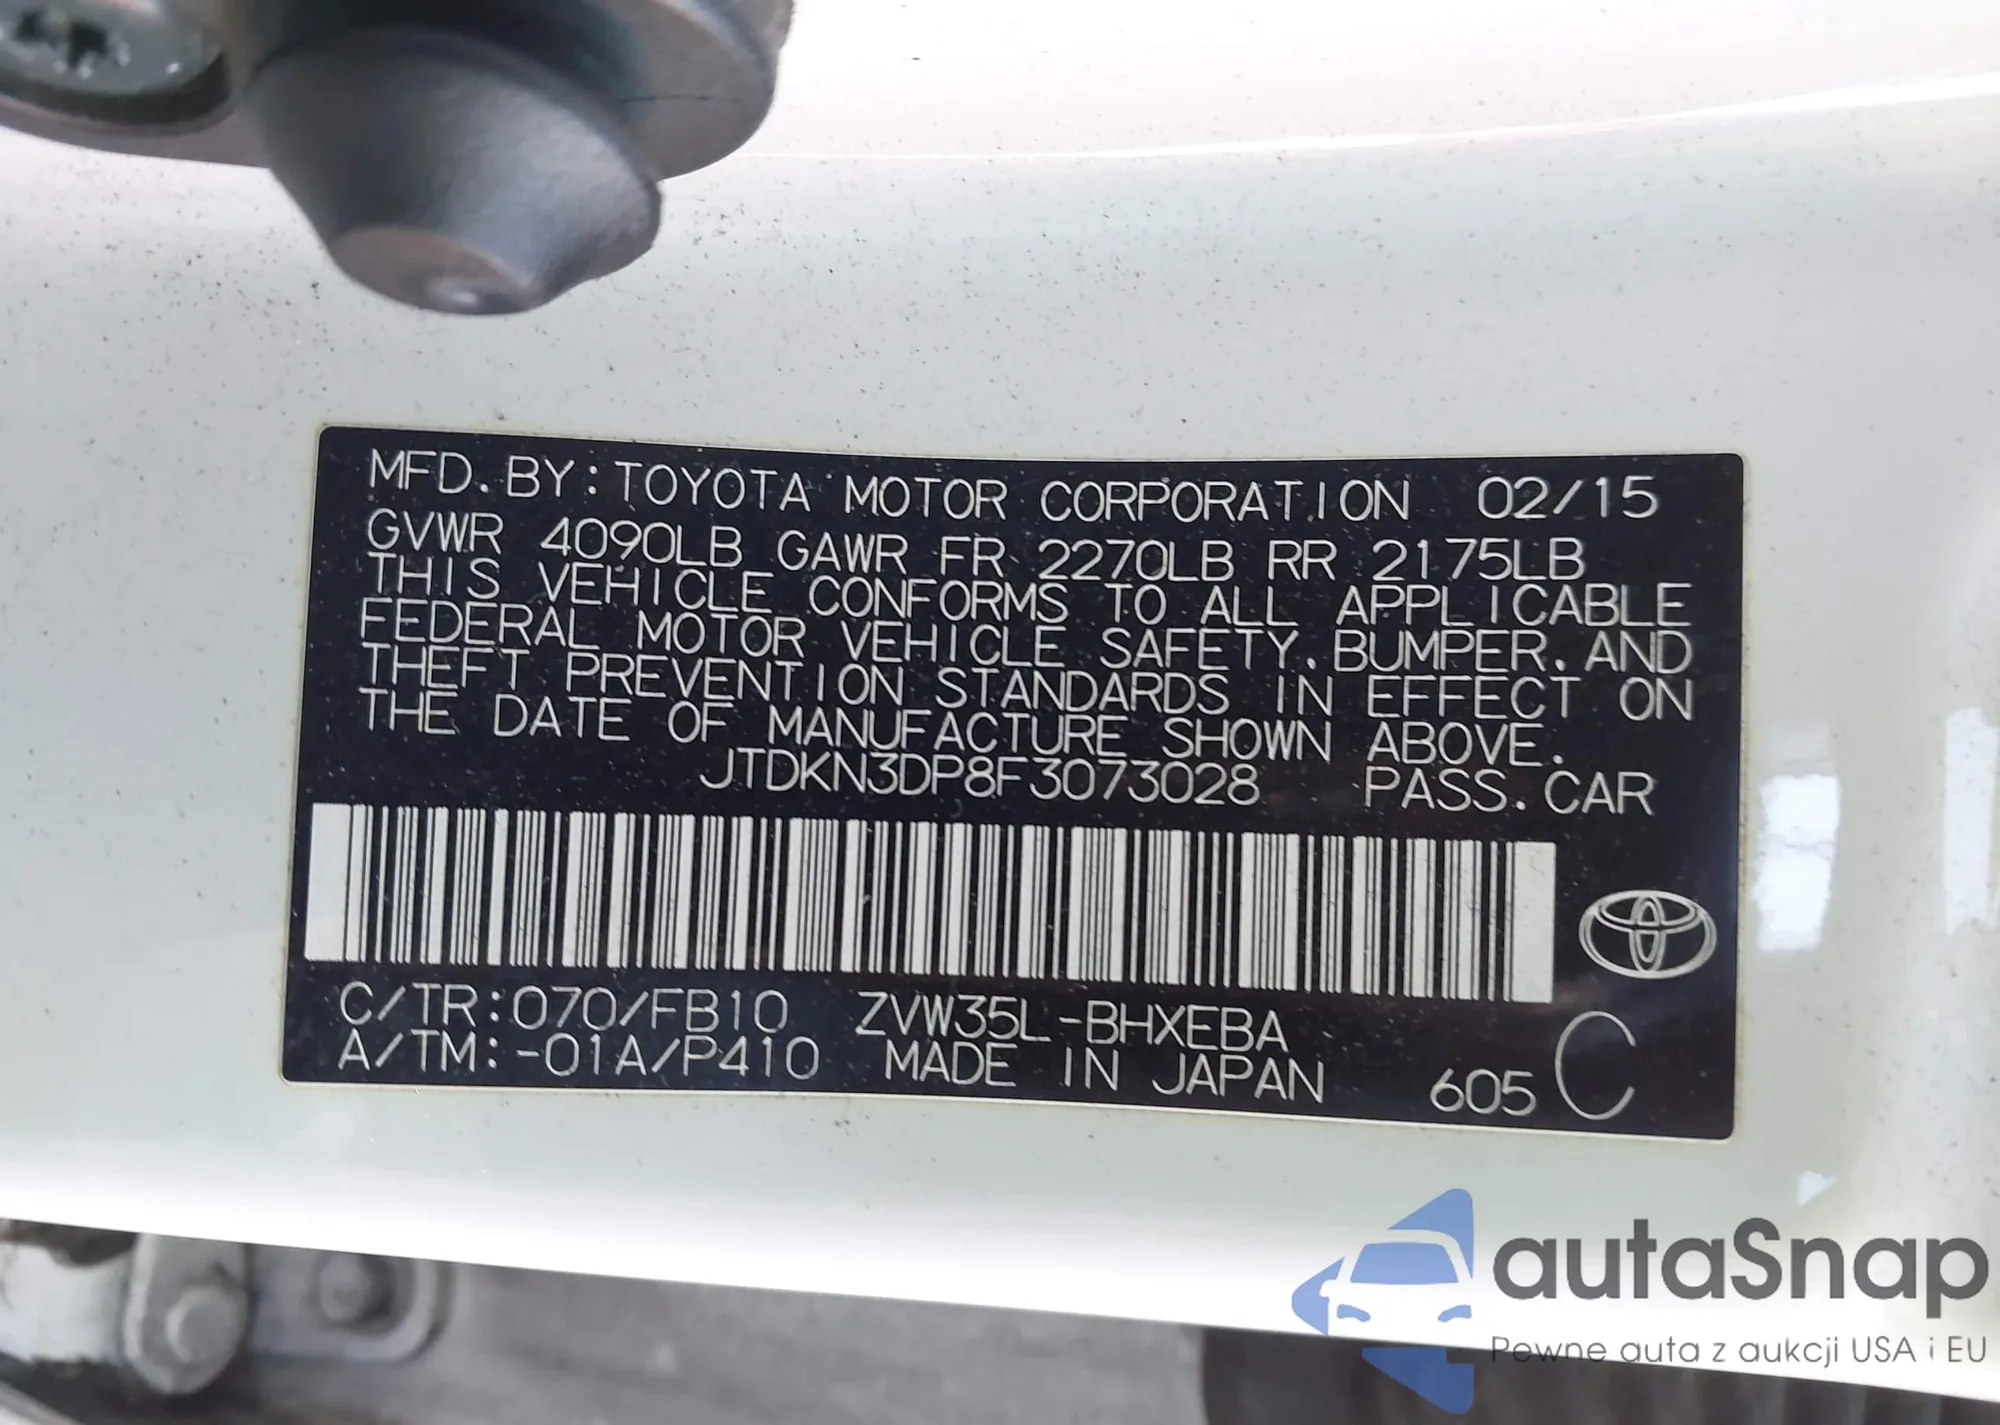 MFD. BY: TOYOTA MOTOR CORPORATION 02/15
GVWR 4090LB GAWR FR 2270LB RR 2175LB
THIS VEHICLE CONFORMS TO ALL APPLICABLE
FEDERAL MOTOR VEHICLE SAFETY. BUMPER. AND
THEFT PREVENTION STANDARDS IN EFFECT ON
THE DATE OF MANUFACTURE SHOWN ABOVE.
JTDKN3DP8F3073028 PASS. CAR
C/TR: 070/FB10 ZVW35L-BHXEBA
A/TM: -01A/P410 MADE IN JAPAN 605 C
autaSnap
Pewne auta z aukcji USA i EU